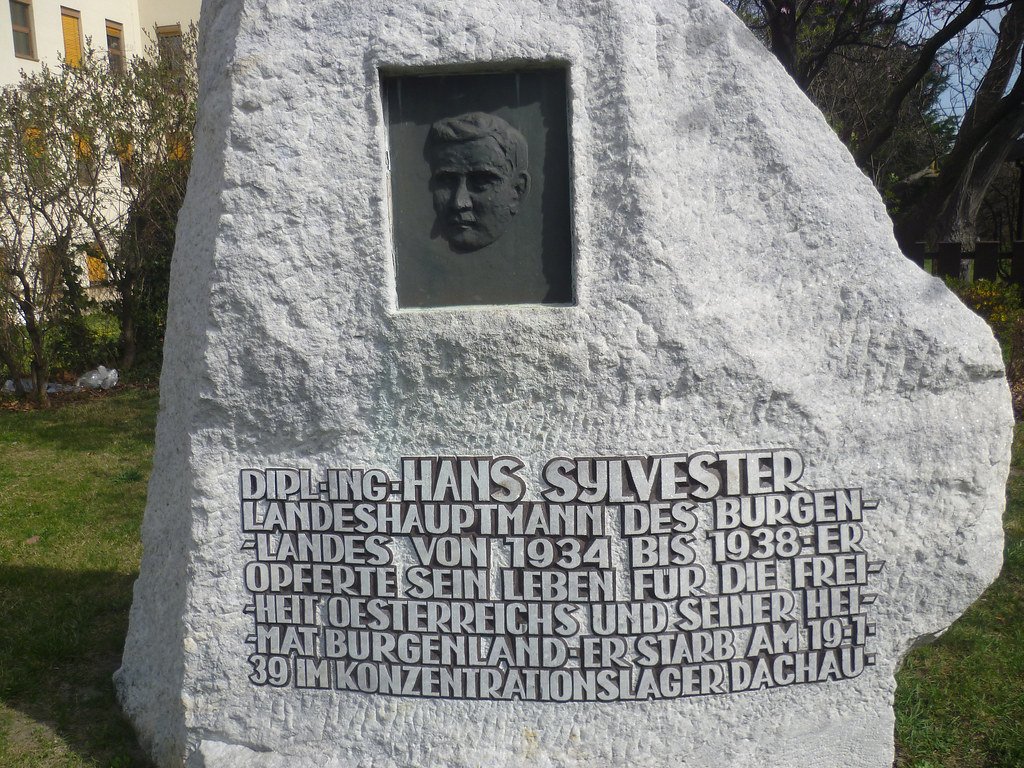 DIPL·ING·HANS SYLVESTER
LANDESHAUPTMANN DES BURGEN-
-LANDES VON 1934 BIS 1938: ER
OPFERTE SEIN LEBEN FÜR DIE FREI-
-HEIT OESTERREICHS UND SEINER HEI-
-MAT BURGENLAND: ER STARB AM 19·1·
39 IM KONZENTRATIONSLAGER DACHAU·